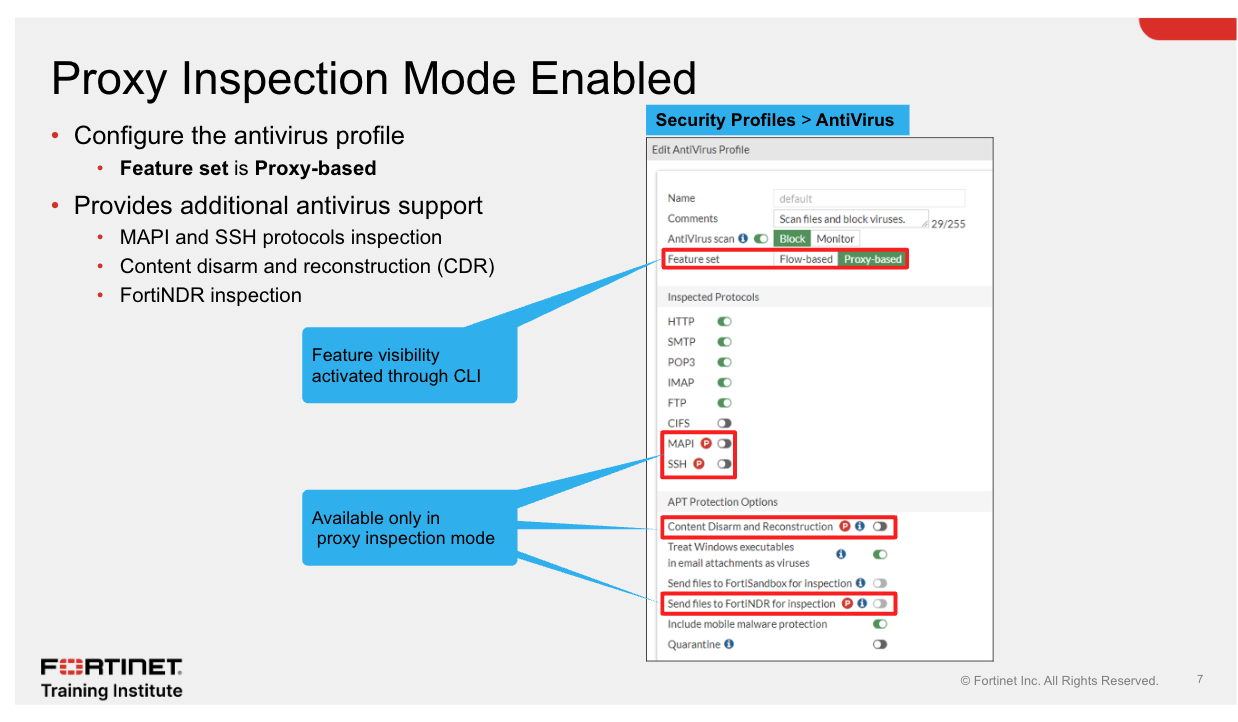 Proxy Inspection Mode Enabled
• Configure the antivirus profile
• Feature set is Proxy-based
• Provides additional antivirus support
• MAPI and SSH protocols inspection
• Content disarm and reconstruction (CDR)
• FortiNDR inspection
Feature visibility
activated through CLI
Available only in
proxy inspection mode
Security Profiles > AntiVirus
Edit AntiVirus Profile
Name default
Comments Scan files and block viruses. 29/255
AntiVirus scan Block Monitor
Feature set Flow-based Proxy-based
Inspected Protocols
HTTP
SMTP
POP3
IMAP
FTP
CIFS
MAPI P
SSH P
APT Protection Options
Content Disarm and Reconstruction P
Treat Windows executables
in email attachments as viruses
Send files to FortiSandbox for inspection
Send files to FortiNDR for inspection P
Include mobile malware protection
Quarantine
FORTINET
Training Institute
© Fortinet Inc. All Rights Reserved. 7